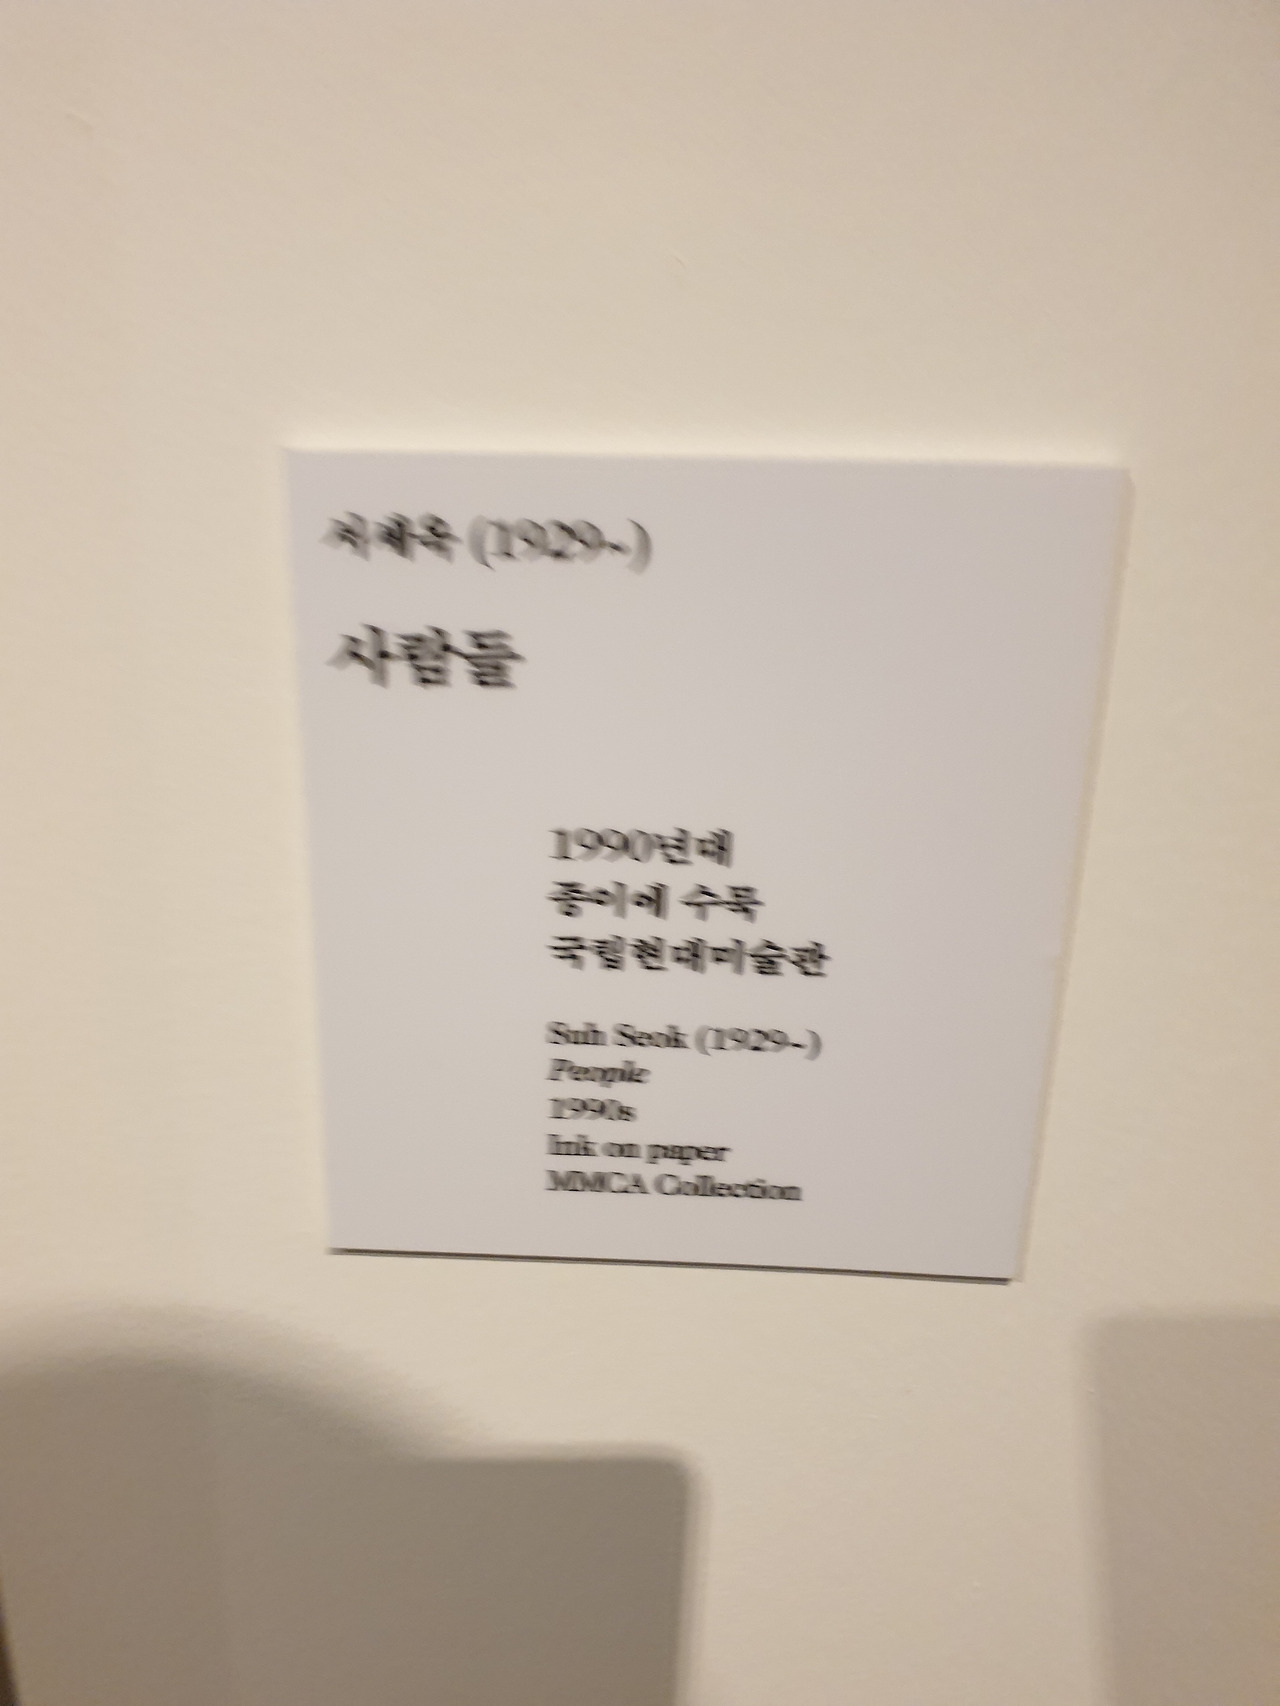 서세옥 (1929~)
사람들
1990년대
종이에 수묵
국립현대미술관
Suh Seok (1929~)
People
1990s
Ink on paper
MMCA Collection